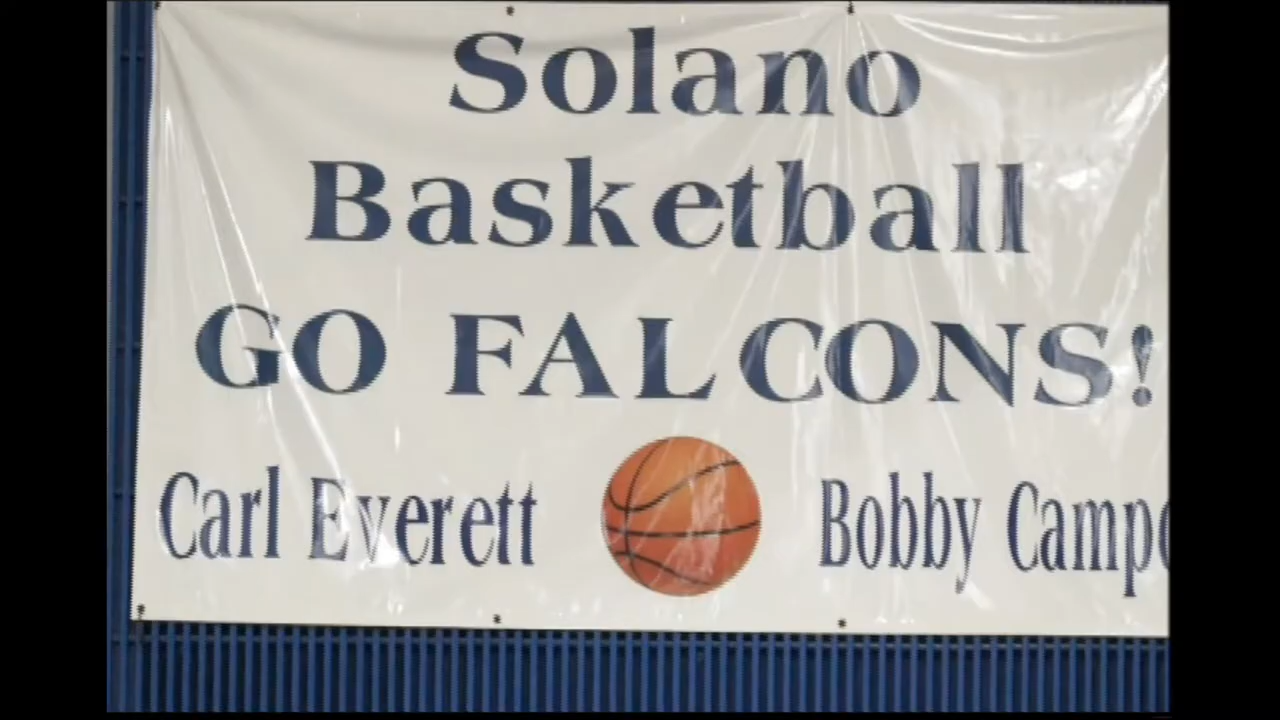 Solano
Basketball
GO FALCONS!
Carl Everett
Bobby